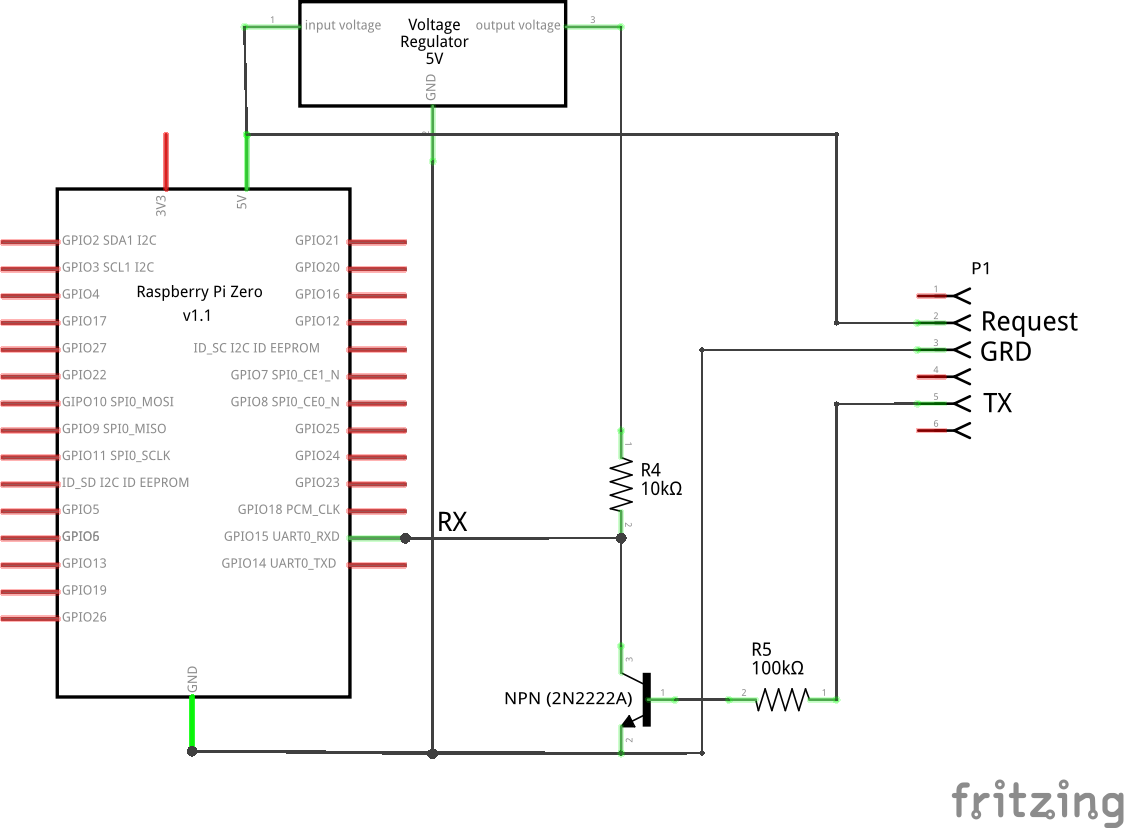 1
input voltage
Voltage
Regulator
5V
output voltage
3
GND
3V3
5V
GPIO2 SDA1 I2C
GPIO21
GPIO3 SCL1 I2C
GPIO20
GPIO4
Raspberry Pi Zero
v1.1
GPIO16
GPIO17
GPIO12
GPIO27
ID_SC I2C ID EEPROM
GPIO22
GPIO7 SPI0_CE1_N
GIPO10 SPI0_MOSI
GPIO8 SPI0_CE0_N
GPIO9 SPI0_MISO
GPIO25
GPIO11 SPI0_SCLK
GPIO24
ID_SD I2C ID EEPROM
GPIO23
GPIO5
GPIO18 PCM_CLK
GPIO6
GPIO15 UART0_RXD
GPIO13
GPIO14 UART0_TXD
GPIO19
GPIO26
GND
RX
P1
1
2
Request
3
GRD
4
5
TX
6
1
R4
10kΩ
2
3
NPN (2N2222A)
1
2
R5
100kΩ
2
1
fritzing